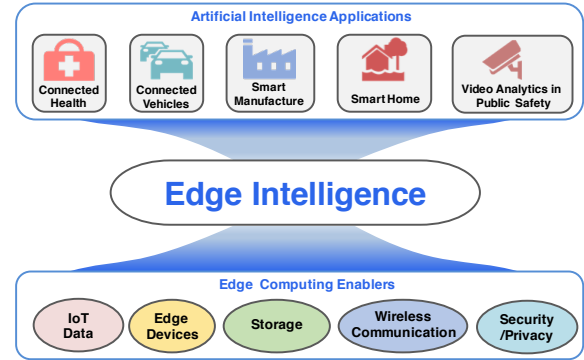 Artificial Intelligence Applications
Connected
Health
Connected
Vehicles
Smart
Manufacture
Smart Home
Video Analytics in
Public Safety
Edge Intelligence
Edge Computing Enablers
IoT
Data
Edge
Devices
Storage
Wireless
Communication
Security
/Privacy